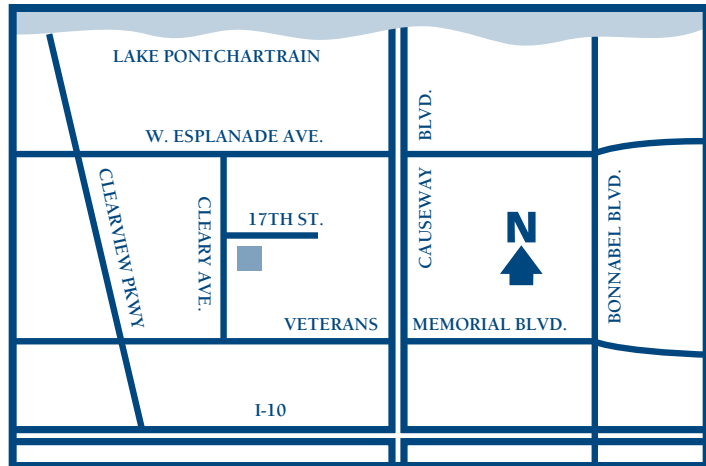 LAKE PONTCHARTRAIN
BLVD.
W. ESPLANADE AVE.
CLEARVIEW PKWY
CLEARY AVE.
17TH ST.
CAUSEWAY
N
BONNABEL BLVD.
VETERANS MEMORIAL BLVD.
I-10